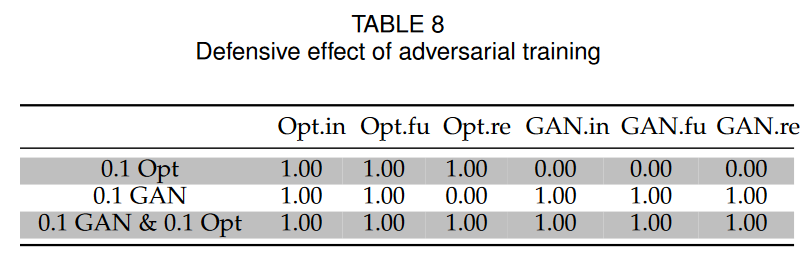 TABLE 8
Defensive effect of adversarial training
Opt.in Opt.fu Opt.re GAN.in GAN.fu GAN.re
0.1 Opt 1.00 1.00 1.00 0.00 0.00 0.00
0.1 GAN 1.00 1.00 0.00 1.00 1.00 1.00
0.1 GAN & 0.1 Opt 1.00 1.00 1.00 1.00 1.00 1.00